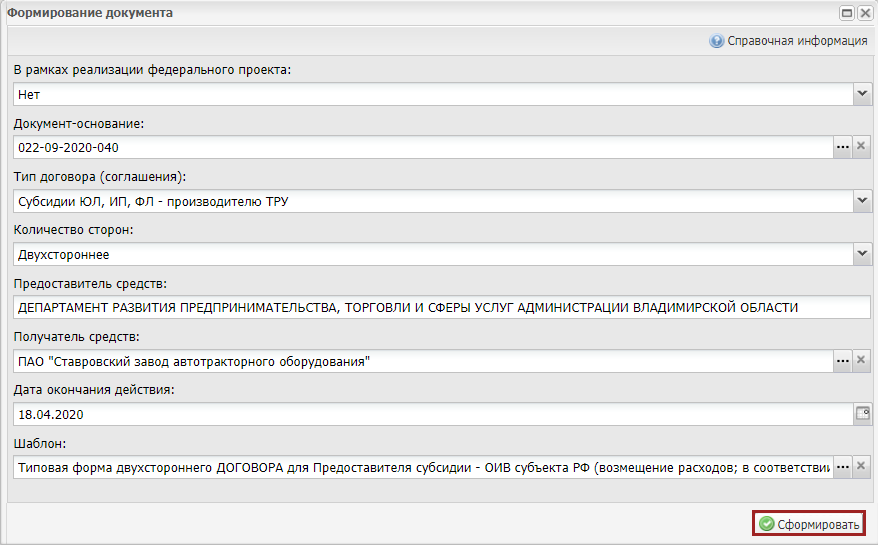 Формирование документа
Справочная информация
В рамках реализации федерального проекта:
Нет
Документ-основание:
022-09-2020-040
Тип договора (соглашения):
Субсидии ЮЛ, ИП, ФЛ - производителю ТРУ
Количество сторон:
Двухстороннее
Предоставитель средств:
ДЕПАРТАМЕНТ РАЗВИТИЯ ПРЕДПРИНИМАТЕЛЬСТВА, ТОРГОВЛИ И СФЕРЫ УСЛУГ АДМИНИСТРАЦИИ ВЛАДИМИРСКОЙ ОБЛАСТИ
Получатель средств:
ПАО "Ставровский завод автотракторного оборудования"
Дата окончания действия:
18.04.2020
Шаблон:
Типовая форма двухстороннего ДОГОВОРА для Предоставителя субсидии - ОИВ субъекта РФ (возмещение расходов; в соответствии
Сформировать